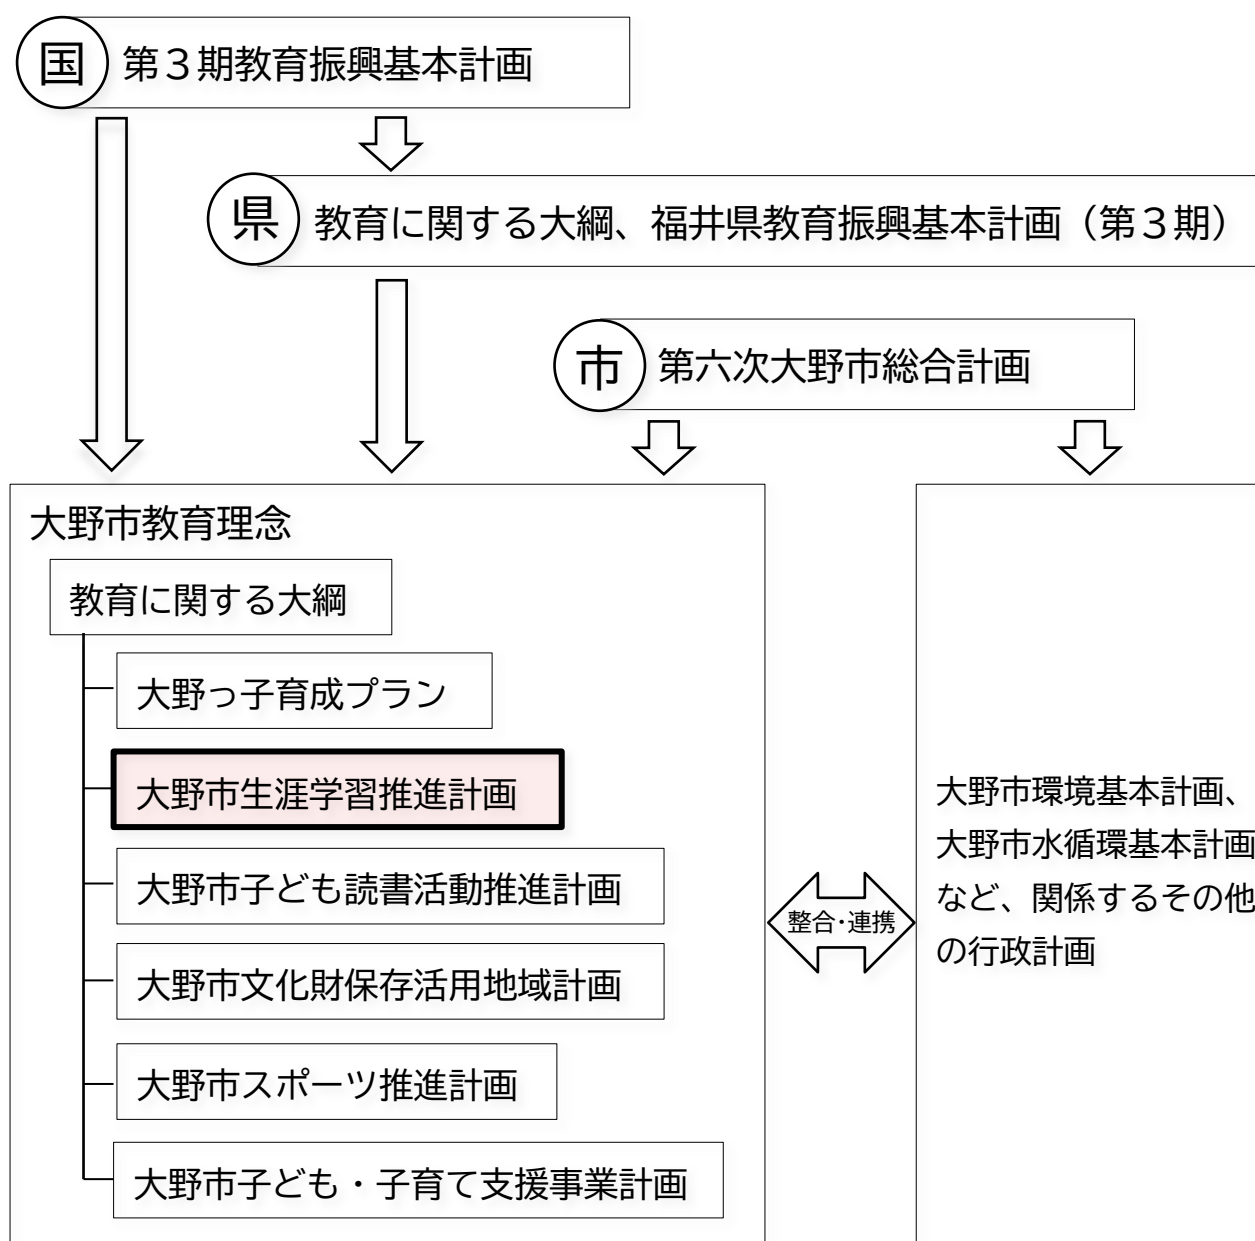 国 第３期教育振興基本計画
県 教育に関する大綱、福井県教育振興基本計画（第３期）
市 第六次大野市総合計画
大野市教育理念
教育に関する大綱
大野っ子育成プラン
大野市生涯学習推進計画
大野市子ども読書活動推進計画
大野市文化財保存活用地域計画
大野市スポーツ推進計画
大野市子ども・子育て支援事業計画
整合・連携
大野市環境基本計画、
大野市水循環基本計画
など、関係するその他
の行政計画